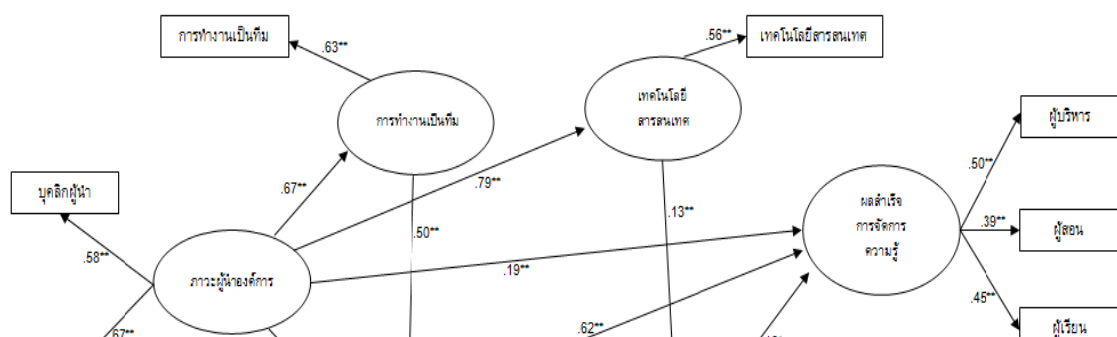 การทำงานเป็นทีม
.63**
.56**
เทคโนโลยีสารสนเทศ
เทคโนโลยี
สารสนเทศ
การทำงานเป็นทีม
ผู้บริหาร
.50**
.67**
.79**
บุคลิกผู้นำ
ผลสำเร็จ
การจัดการ
ความรู้
.13**
.39**
ผู้สอน
.50**
.58**
ภาวะผู้นำองค์การ
.19**
.45**
.67**
.62**
ผู้เรียน